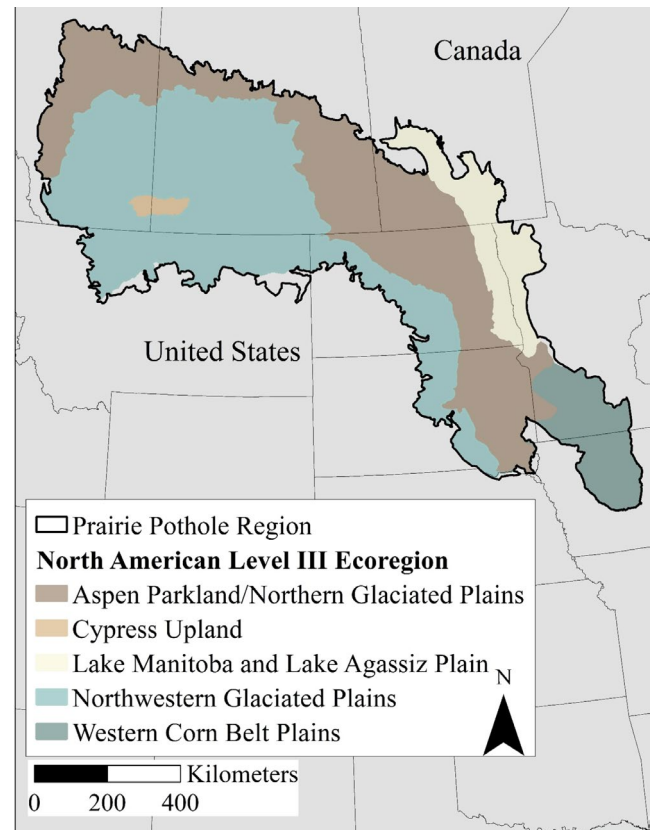 Canada
United States
Prairie Pothole Region
North American Level III Ecoregion
Aspen Parkland/Northern Glaciated Plains
Cypress Upland
Lake Manitoba and Lake Agassiz Plain
Northwestern Glaciated Plains
Western Corn Belt Plains
N
Kilometers
0 200 400